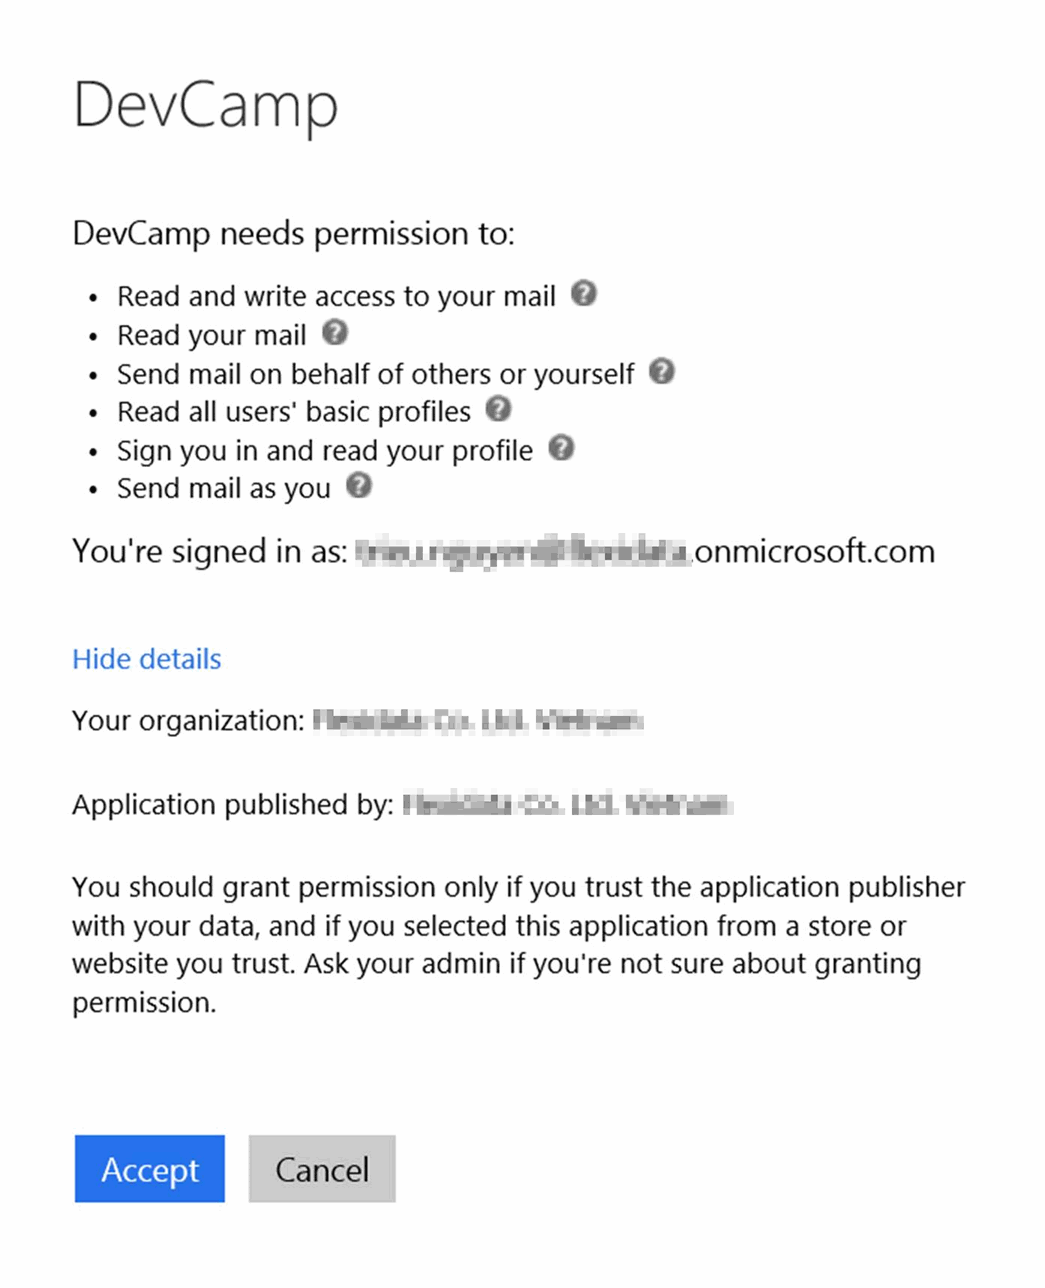 DevCamp
DevCamp needs permission to:
• Read and write access to your mail
• Read your mail
• Send mail on behalf of others or yourself
• Read all users' basic profiles
• Sign you in and read your profile
• Send mail as you
You're signed in as: .onmicrosoft.com
Hide details
Your organization:
Application published by:
You should grant permission only if you trust the application publisher
with your data, and if you selected this application from a store or
website you trust. Ask your admin if you're not sure about granting
permission.
Accept Cancel